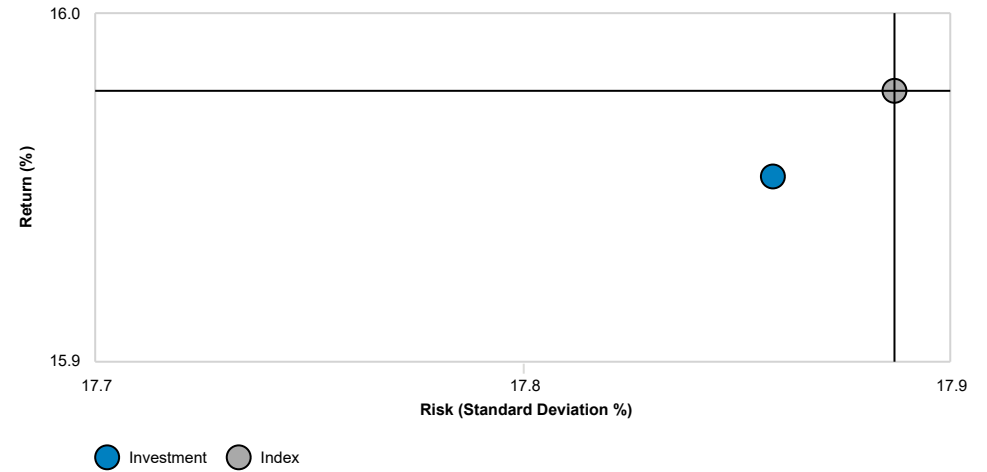 16.0
Return (%)
15.9
17.7 17.8 17.9
Risk (Standard Deviation %)
Investment Index